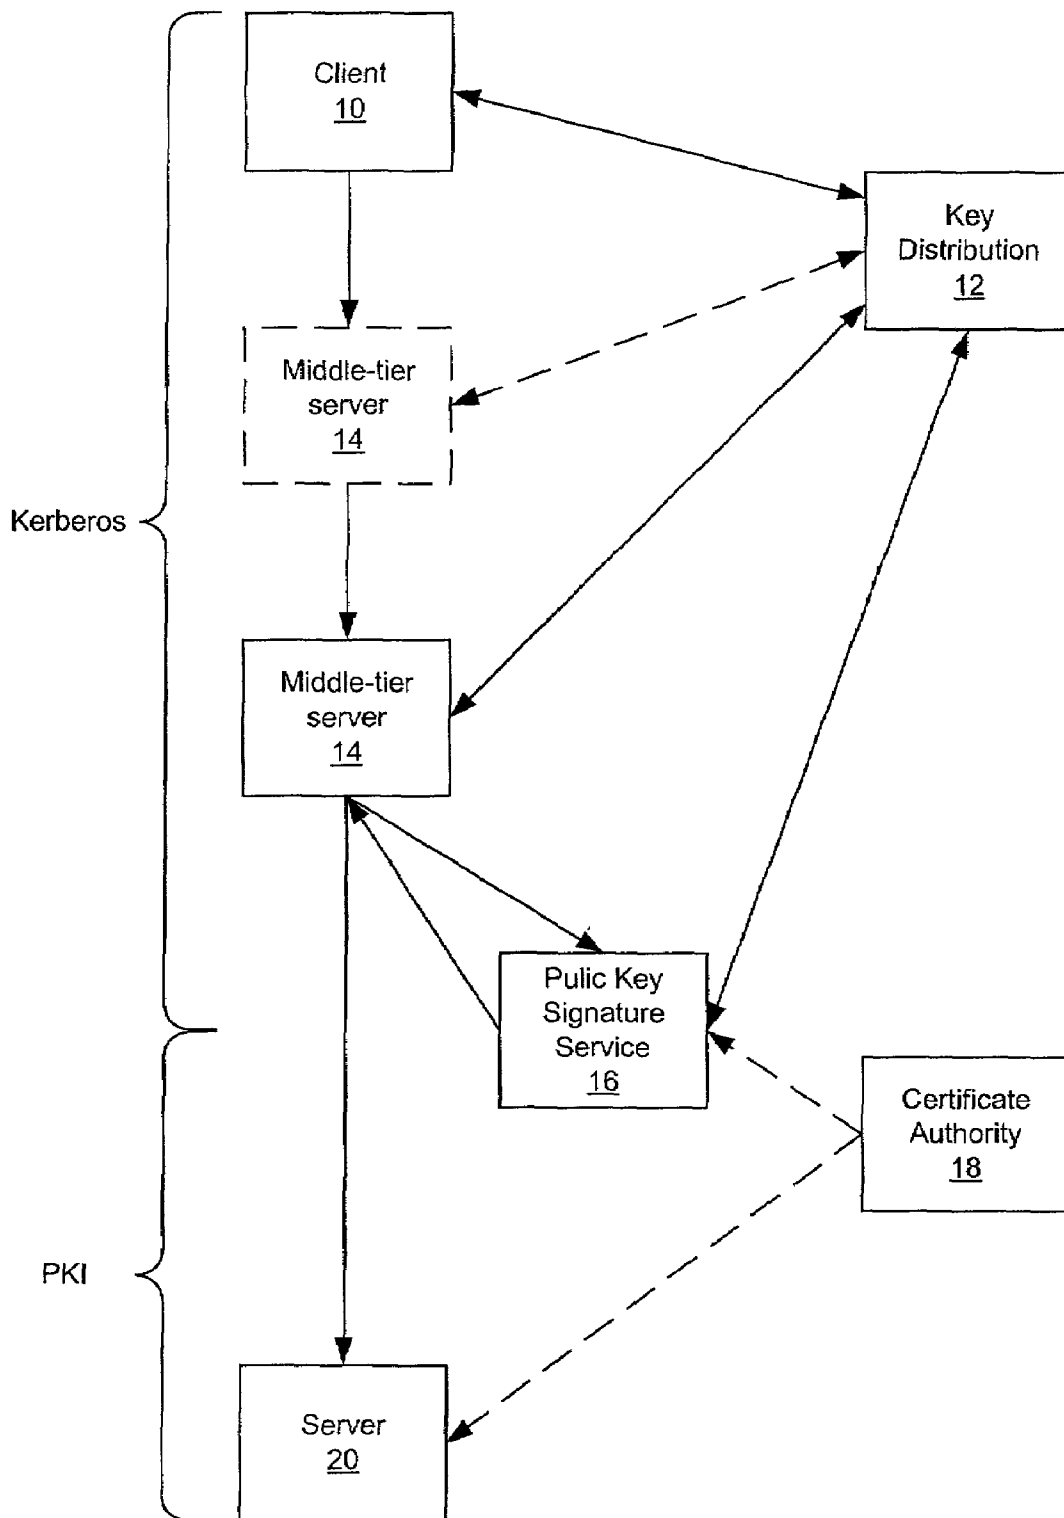 Client
10
Key
Distribution
12
Middle-tier
server
14
Kerberos
Middle-tier
server
14
Pulic Key
Signature
Service
16
Certificate
Authority
18
PKI
Server
20